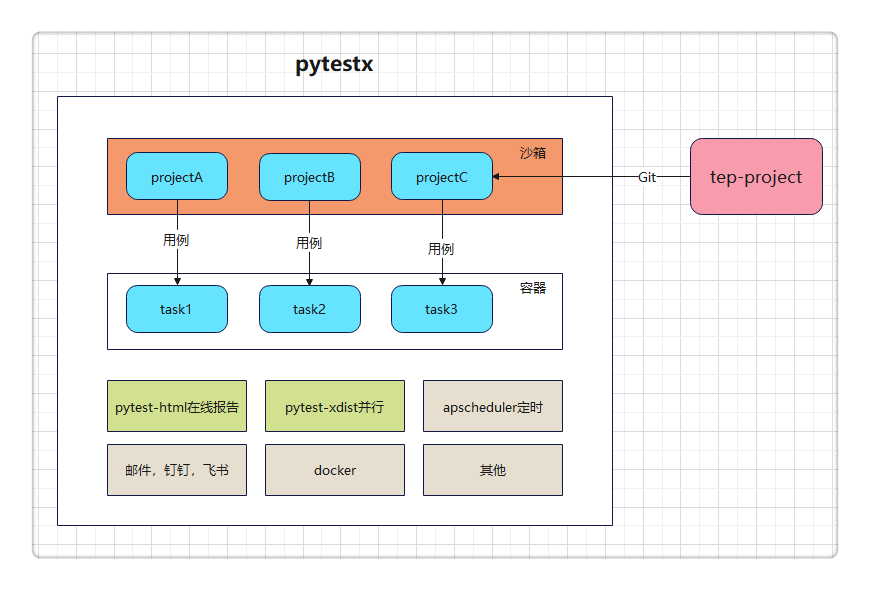 pytestx
沙箱
projectA
projectB
projectC
Git
tep-project
用例
用例
用例
容器
task1
task2
task3
pytest-html在线报告
pytest-xdist并行
apscheduler定时
邮件，钉钉，飞书
docker
其他